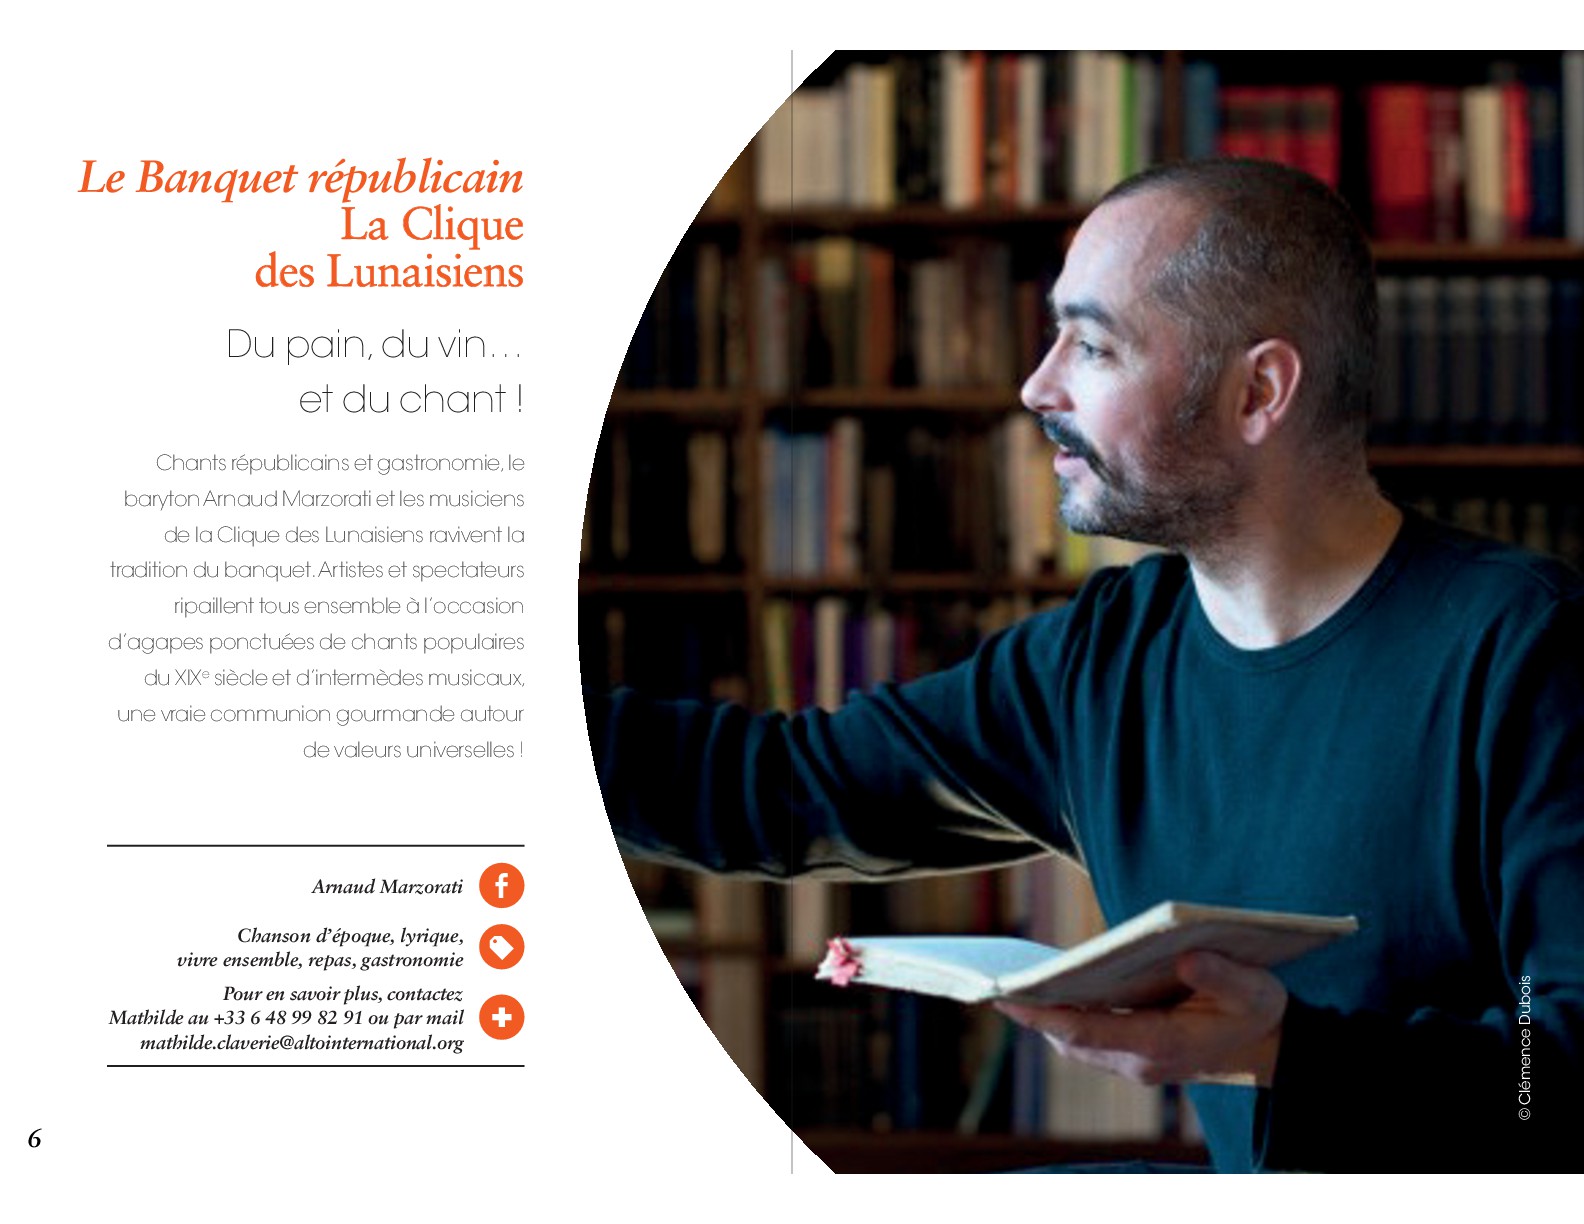 Le Banquet républicain
La Clique
des Lunaisiens
Du pain, du vin…
et du chant !
Chants républicains et gastronomie, le
baryton Arnaud Marzorati et les musiciens
de la Clique des Lunaisiens ravivent la
tradition du banquet. Artistes et spectateurs
ripaillent tous ensemble à l’occasion
d’agapes ponctuées de chants populaires
du XIXe siècle et d’intermèdes musicaux,
une vraie communion gourmande autour
de valeurs universelles !
Arnaud Marzorati
Chanson d’époque, lyrique,
vivre ensemble, repas, gastronomie
Pour en savoir plus, contactez
Mathilde au +33 6 48 99 82 91 ou par mail
mathilde.claverie@altointernational.org
6
© Clémence Dubois